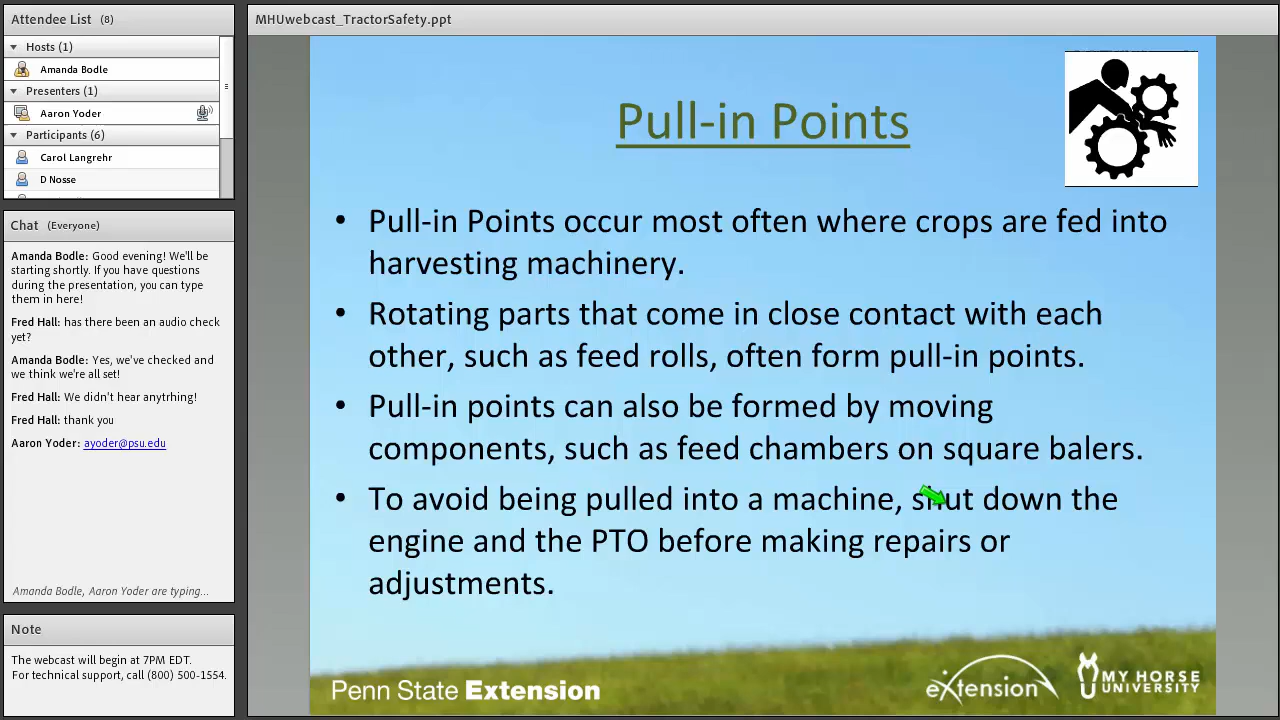 Attendee List (8)
Hosts (1)
Amanda Bodle
Presenters (1)
Aaron Yoder
Participants (6)
Carol Langrehr
D Nosse
Chat (Everyone)
Amanda Bodle: Good evening! We'll be
starting shortly. If you have questions
during the presentation, you can type
them in here!
Fred Hall: has there been an audio check
yet?
Amanda Bodle: Yes, we've checked and
we think we're all set!
Fred Hall: We didn't hear anytrhing!
Fred Hall: thank you
Aaron Yoder: ayoder@psu.edu
Amanda Bodle, Aaron Yoder are typing...
Note
The webcast will begin at 7PM EDT.
For technical support, call (800) 500-1554.
MHUwebcast_TractorSafety.ppt
Pull-in Points
• Pull-in Points occur most often where crops are fed into
harvesting machinery.
• Rotating parts that come in close contact with each
other, such as feed rolls, often form pull-in points.
• Pull-in points can also be formed by moving
components, such as feed chambers on square balers.
• To avoid being pulled into a machine, shut down the
engine and the PTO before making repairs or
adjustments.
Penn State Extension
eXtension
MY HORSE
UNIVERSITY